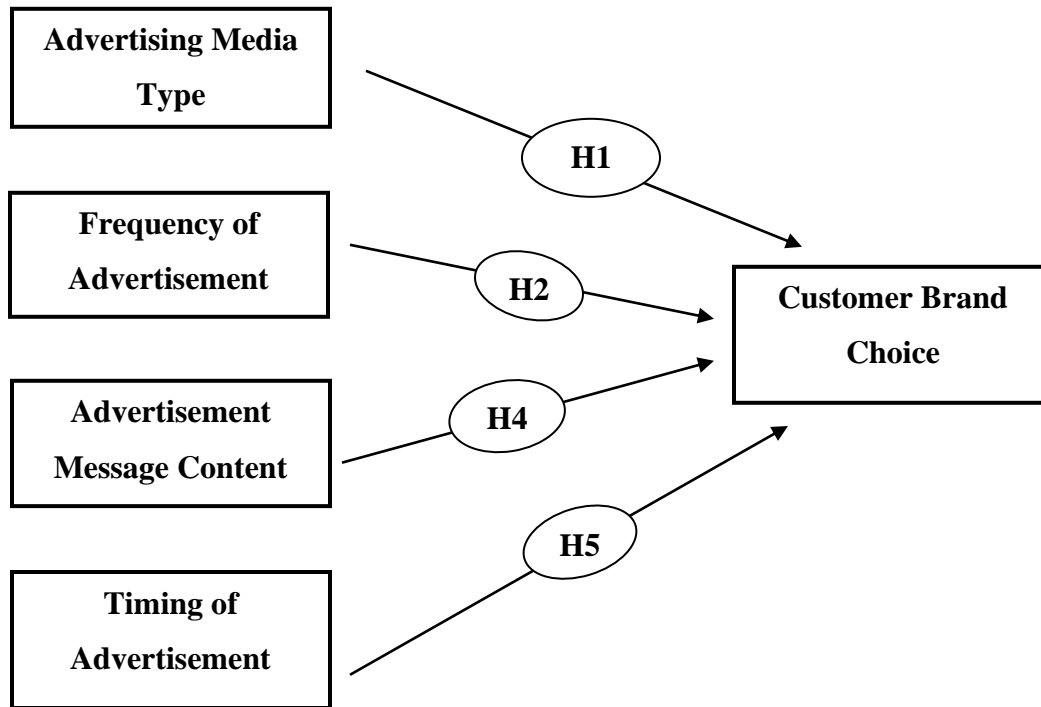 Advertising Media
Type
H1
Frequency of
Advertisement
H2
Customer Brand
Choice
Advertisement
Message Content
H4
Timing of
Advertisement
H5